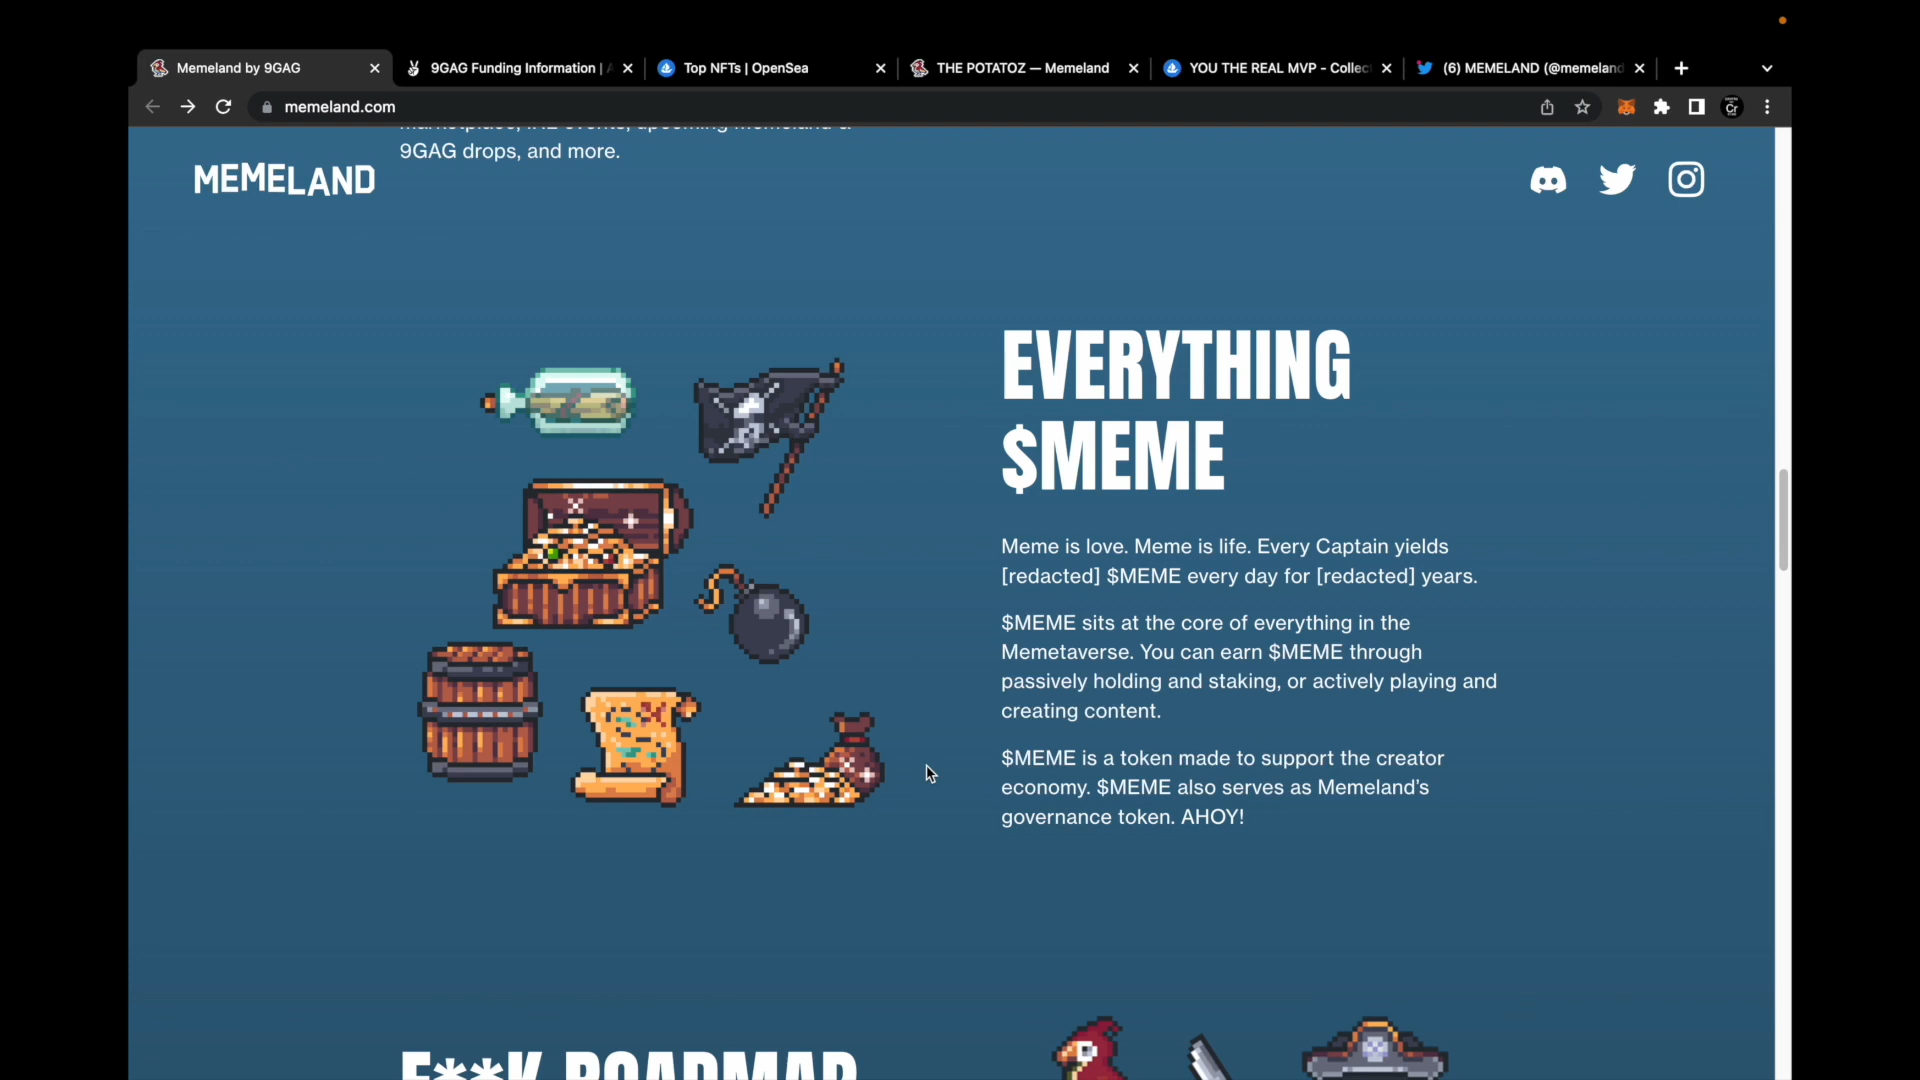 Memeland by 9GAG
9GAG Funding Information |
Top NFTs | OpenSea
THE POTATOZ — Memeland
YOU THE REAL MVP - Collec
(6) MEMELAND (@memeland
memeland.com
9GAG drops, and more.
MEMELAND
EVERYTHING
$MEME
Meme is love. Meme is life. Every Captain yields
[redacted] $MEME every day for [redacted] years.
$MEME sits at the core of everything in the
Memetaverse. You can earn $MEME through
passively holding and staking, or actively playing and
creating content.
$MEME is a token made to support the creator
economy. $MEME also serves as Memeland’s
governance token. AHOY!
F**K ROADMAP